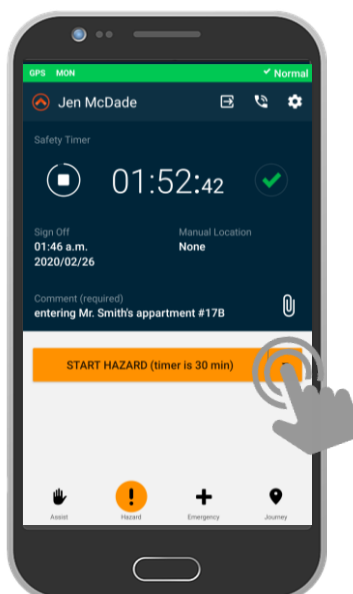 GPS MON Normal
Jen McDade
Safety Timer
01:52:42
Sign Off Manual Location
01:46 a.m. None
2020/02/26
Comment (required)
entering Mr. Smith's appartment #17B
START HAZARD (timer is 30 min)
Assist Hazard Emergency Journey